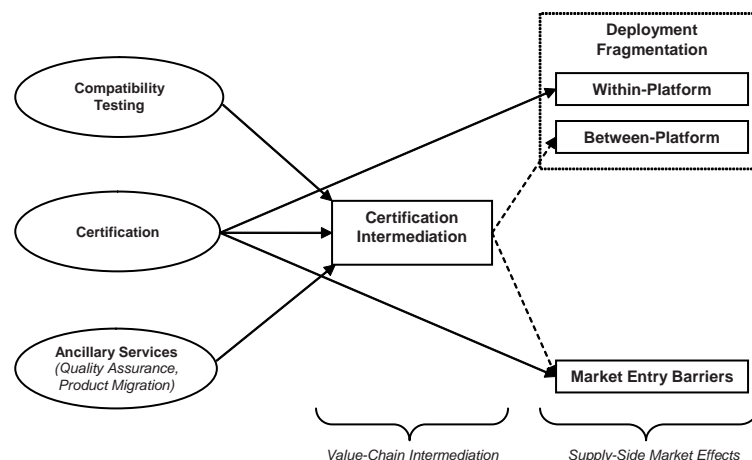 Deployment
Fragmentation
Within-Platform
Between-Platform
Compatibility
Testing
Certification
Certification
Intermediation
Ancillary Services
(Quality Assurance,
Product Migration)
Market Entry Barriers
Value-Chain Intermediation
Supply-Side Market Effects